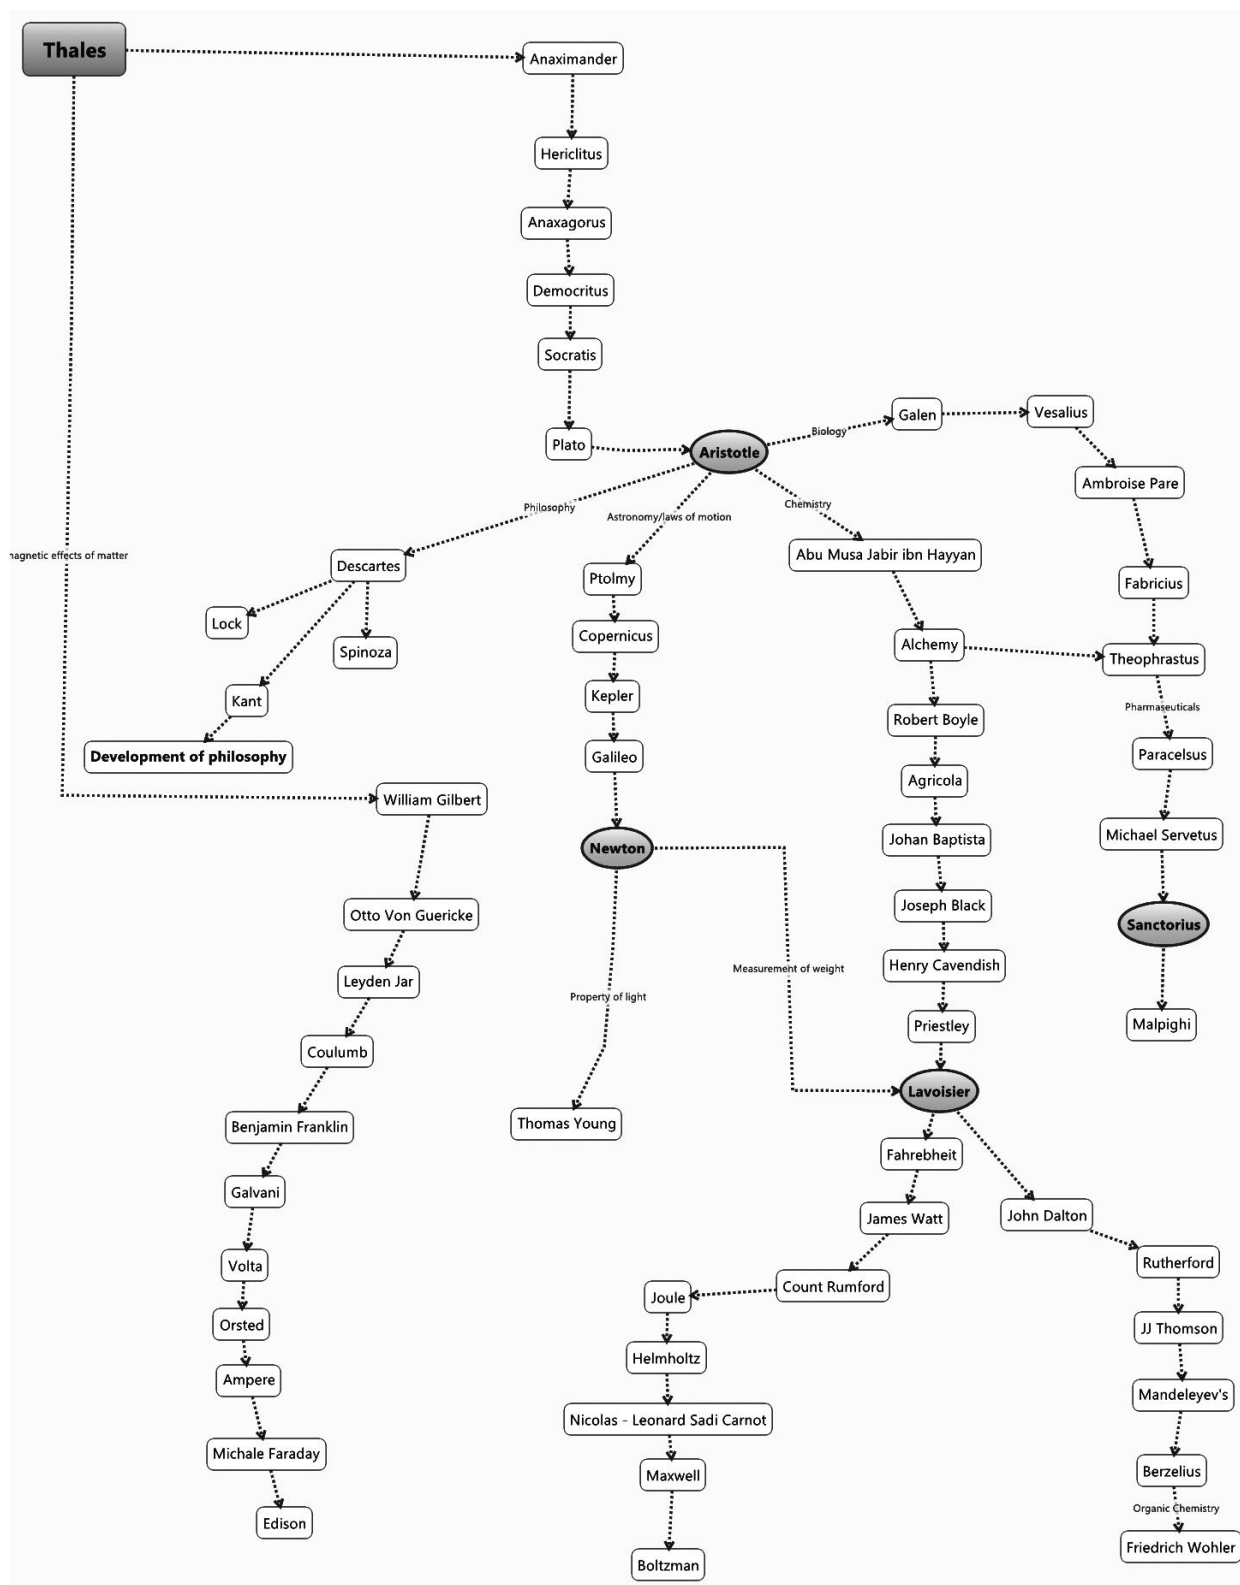 Thales
Anaximander
Hericlitus
Anaxagorus
Democritus
Socratis
Plato
Aristotle
Biology
Galen
Vesalius
Ambroise Pare
Fabricius
Philosophy
Astronomy/laws of motion
Chemistry
Abu Musa Jabir ibn Hayyan
magnetic effects of matter
Descartes
Lock
Spinoza
Kant
Development of philosophy
Ptolmy
Copernicus
Kepler
Galileo
Newton
Alchemy
Theophrastus
Pharmaseuticals
Robert Boyle
Paracelsus
Agricola
Michael Servetus
Johan Baptista
Joseph Black
Sanctorius
Henry Cavendish
Malpighi
Priestley
Lavoisier
Measurement of weight
Property of light
Thomas Young
William Gilbert
Otto Von Guericke
Leyden Jar
Coulumb
Benjamin Franklin
Galvani
Volta
Orsted
Ampere
Michale Faraday
Edison
Fahrebheit
James Watt
Count Rumford
Joule
Helmholtz
Nicolas - Leonard Sadi Carnot
Maxwell
Boltzman
John Dalton
Rutherford
JJ Thomson
Mandeleyev's
Berzelius
Organic Chemistry
Friedrich Wohler